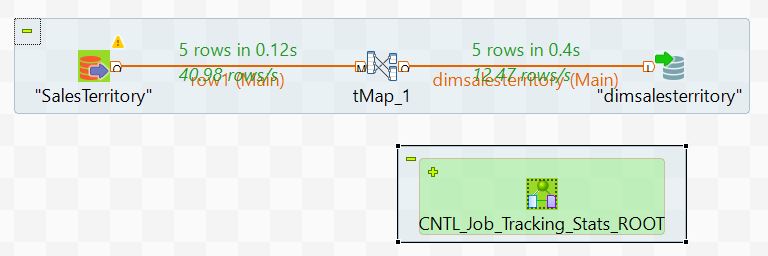 5 rows in 0.12s
5 rows in 0.4s
40.98 rows/s
12.47 rows/s
row1 (Main)
dimsalesterritory (Main)
O
M
O
I
"SalesTerritory"
tMap_1
"dimsalesterritory"
CNTL_Job_Tracking_Stats_ROOT